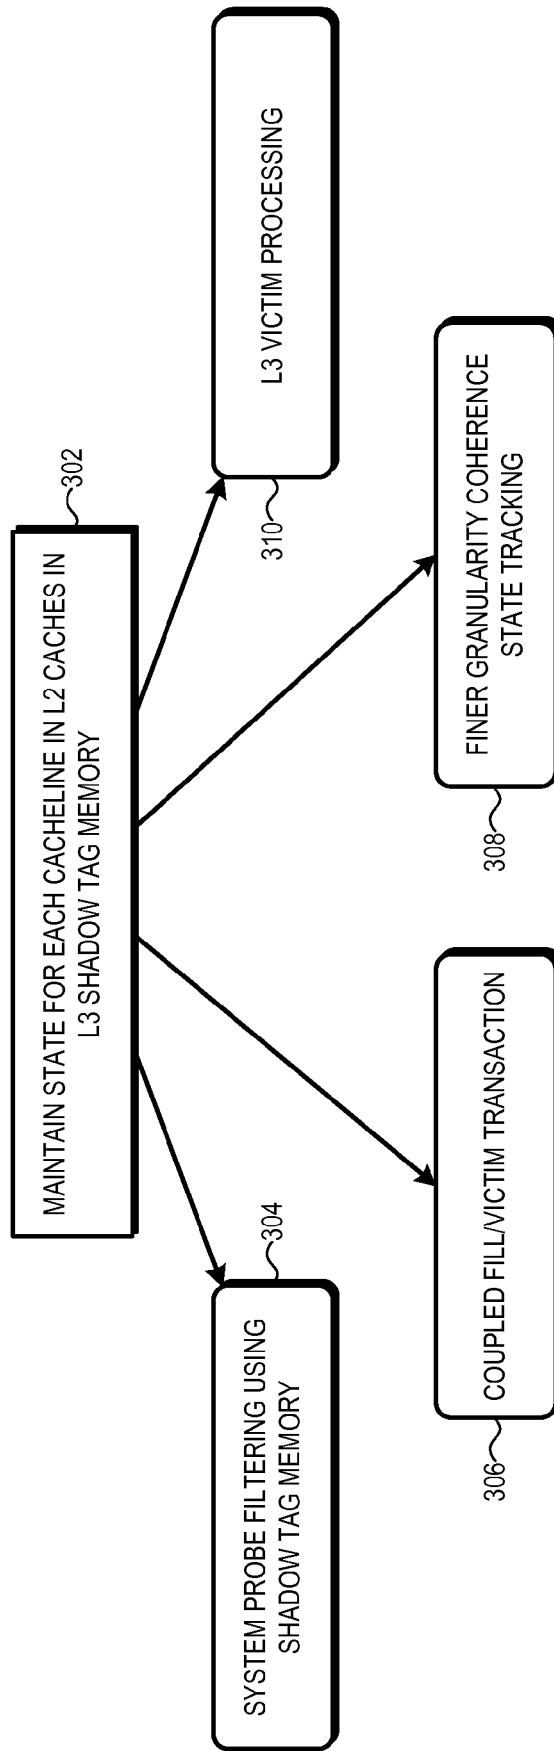 MAINTAIN STATE FOR EACH CACHELINE IN L2 CACHES IN
L3 SHADOW TAG MEMORY
302
SYSTEM PROBE FILTERING USING
SHADOW TAG MEMORY
304
COUPLED FILL/VICTIM TRANSACTION
306
FINER GRANULARITY COHERENCE
STATE TRACKING
308
L3 VICTIM PROCESSING
310